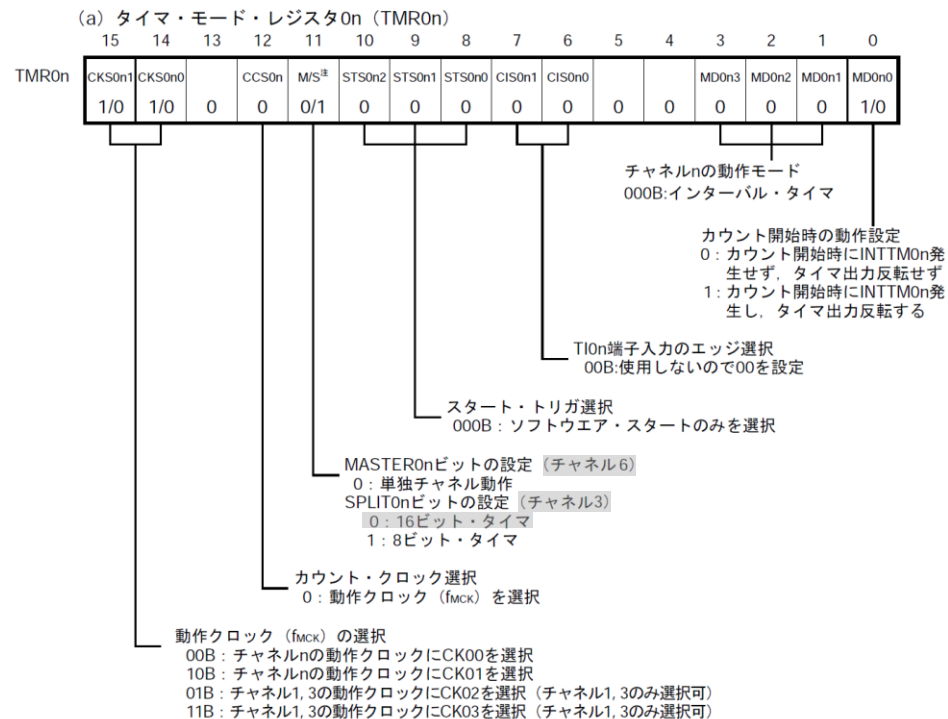 (a) タイマ・モード・レジスタ0n（TMR0n）
15 14 13 12 11 10 9 8 7 6 5 4 3 2 1 0
TMR0n CKS0n1 CKS0n0 CCS0n M/S注 STS0n2 STS0n1 STS0n0 CIS0n1 CIS0n0 MD0n3 MD0n2 MD0n1 MD0n0
1/0 1/0 0 0 0/1 0 0 0 0 0 0 0 0 0 0 1/0
チャネルnの動作モード
000B:インターバル・タイマ
カウント開始時の動作設定
0：カウント開始時にINTTM0n発
生せず，タイマ出力反転せず
1：カウント開始時にINTTM0n発
生し，タイマ出力反転する
TI0n端子入力のエッジ選択
00B:使用しないので00を設定
スタート・トリガ選択
000B：ソフトウエア・スタートのみを選択
MASTER0nビットの設定（チャネル6）
0：単独チャネル動作
SPLIT0nビットの設定（チャネル3）
0：16ビット・タイマ
1：8ビット・タイマ
カウント・クロック選択
0：動作クロック（fMCK）を選択
動作クロック（fMCK）の選択
00B：チャネルnの動作クロックにCK00を選択
10B：チャネルnの動作クロックにCK01を選択
01B：チャネル1, 3の動作クロックにCK02を選択（チャネル1, 3のみ選択可）
11B：チャネル1, 3の動作クロックにCK03を選択（チャネル1, 3のみ選択可）